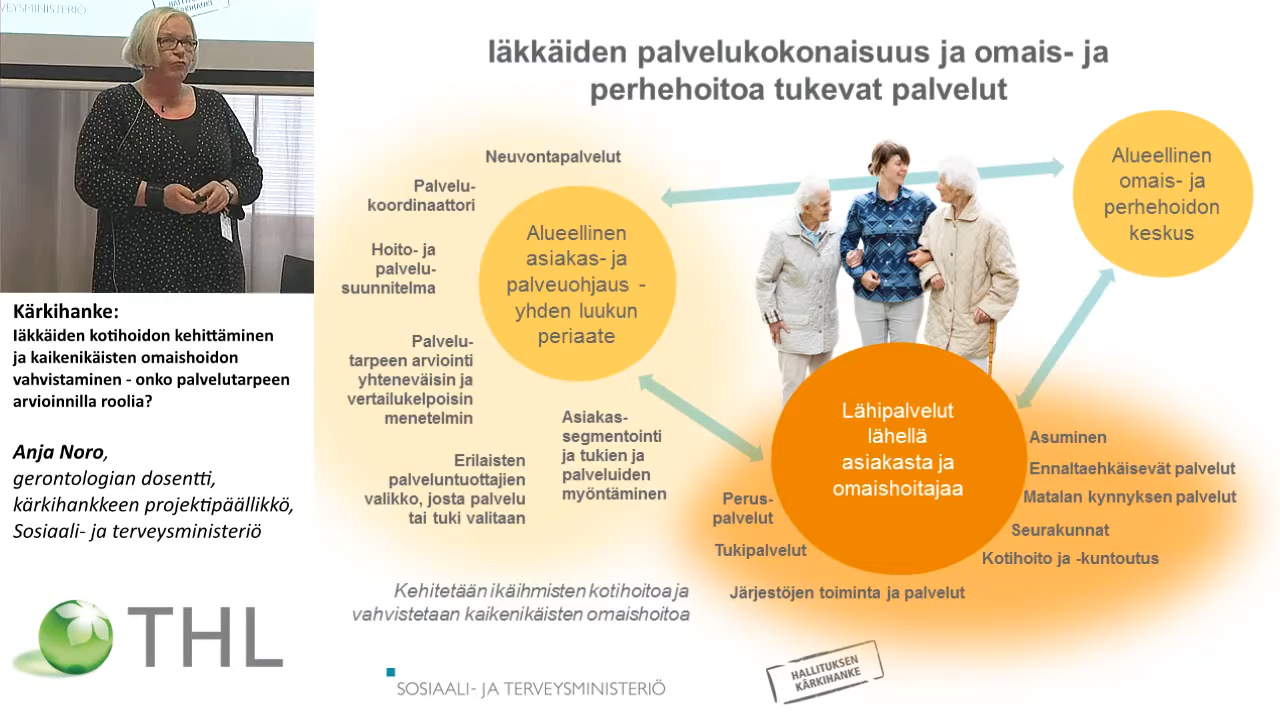 RVEYSMINISTERIÖ
KÄRKIHANKE
Kärkihanke:
Iäkkäiden kotihoidon kehittäminen
ja kaikenikäisten omaishoidon
vahvistaminen - onko palvelutarpeen
arvioinnilla roolia?
Anja Noro,
gerontologian dosentti,
kärkihankkeen projektipäällikkö,
Sosiaali- ja terveysministeriö
THL
Iäkkäiden palvelukokonaisuus ja omais- ja
perhehoitoa tukevat palvelut
Neuvontapalvelut
Palvelu-
koordinaattori
Hoito- ja
palvelu-
suunnitelma
Palvelu-
tarpeen arviointi
yhteneväisin ja
vertailukelpoisin
menetelmin
Erilaisten
palveluntuottajien
valikko, josta palvelu
tai tuki valitaan
Alueellinen
asiakas- ja
palveuohjaus -
yhden luukun
periaate
Asiakas-
segmentointi
ja tukien ja
palveluiden
myöntäminen
Alueellinen
omais- ja
perhehoidon
keskus
Lähipalvelut
lähellä
asiakasta ja
omaishoitajaa
Perus-
palvelut
Tukipalvelut
Järjestöjen toiminta ja palvelut
Asuminen
Ennaltaehkäisevät palvelut
Matalan kynnyksen palvelut
Seurakunnat
Kotihoito ja -kuntoutus
Kehitetään ikäihmisten kotihoitoa ja
vahvistetaan kaikenikäisten omaishoitoa
SOSIAALI- JA TERVEYSMINISTERIÖ
HALLITUKSEN
KÄRKIHANKE